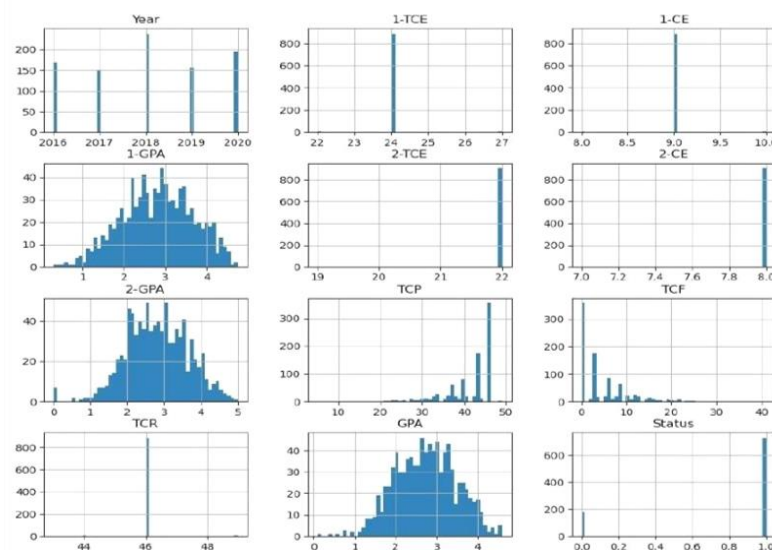 Year 1-TCE 1-CE
200 800 800
150 600 600
100 400 400
50 200 200
0 0 0
2016 2017 2018 2019 2020 22 23 24 25 26 27 8.0 8.5 9.0 9.5 10.0
1-GPA 2-TCE 2-CE
40 800 800
30 600 600
20 400 400
10 200 200
0 0 0
1 2 3 4 19 20 21 22 7.0 7.2 7.4 7.6 7.8 8.0
2-GPA TCP TCF
40 300 300
200 200
20 100 100
0 0 0
0 1 2 3 4 5 10 20 30 40 50 0 10 20 30 40
TCR GPA Status
800 40 600
600 30 400
400 20 200
200 10
0 0 0
44 46 48 0 1 2 3 4 0.0 0.2 0.4 0.6 0.8 1.0